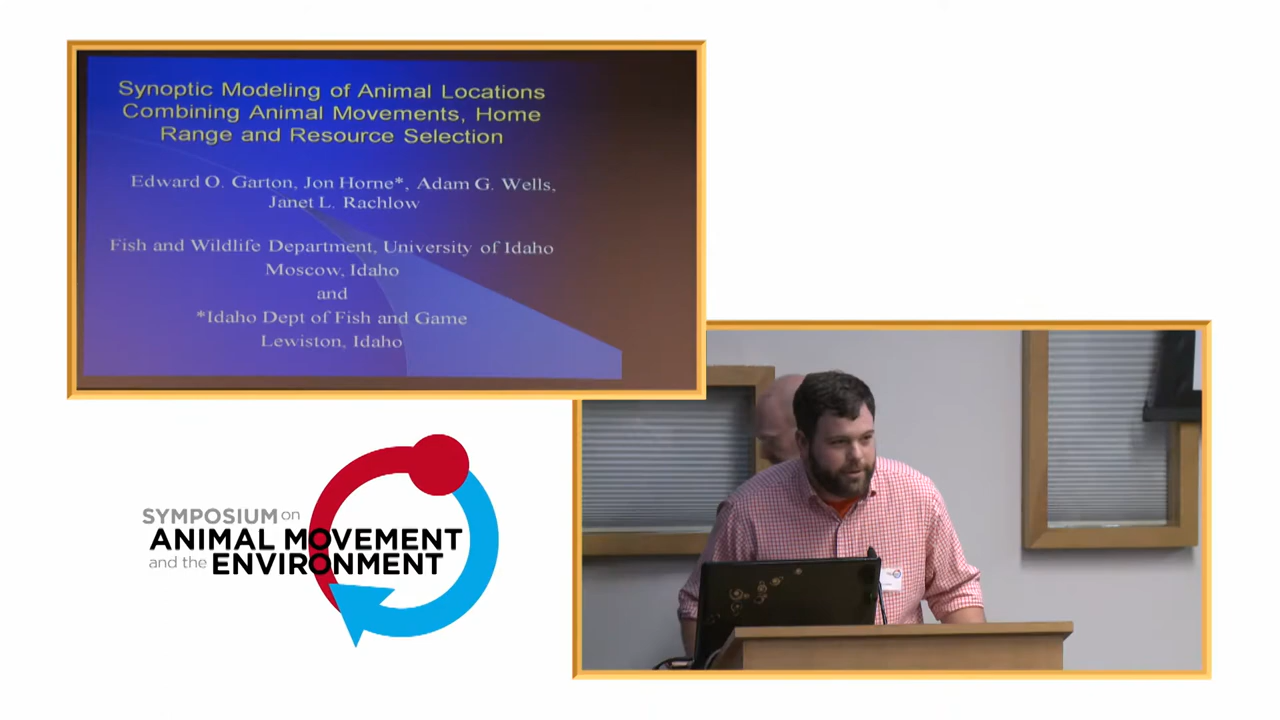 Synoptic Modeling of Animal Locations
Combining Animal Movements, Home
Range and Resource Selection
Edward O. Garton, Jon Horne*, Adam G. Wells,
Janet L. Rachlow
Fish and Wildlife Department, University of Idaho
Moscow, Idaho
and
*Idaho Dept of Fish and Game
Lewiston, Idaho
SYMPOSIUM on
ANIMAL MOVEMENT
and the ENVIRONMENT